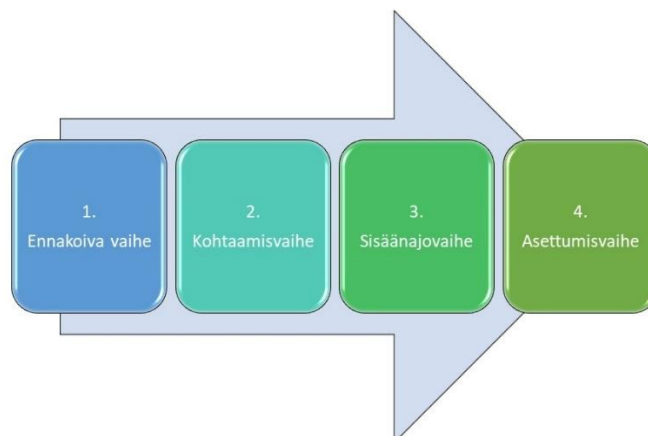 1.
Ennakoiva vaihe
2.
Kohtaamisvaihe
3.
Sisäänajovaihe
4.
Asettumisvaihe